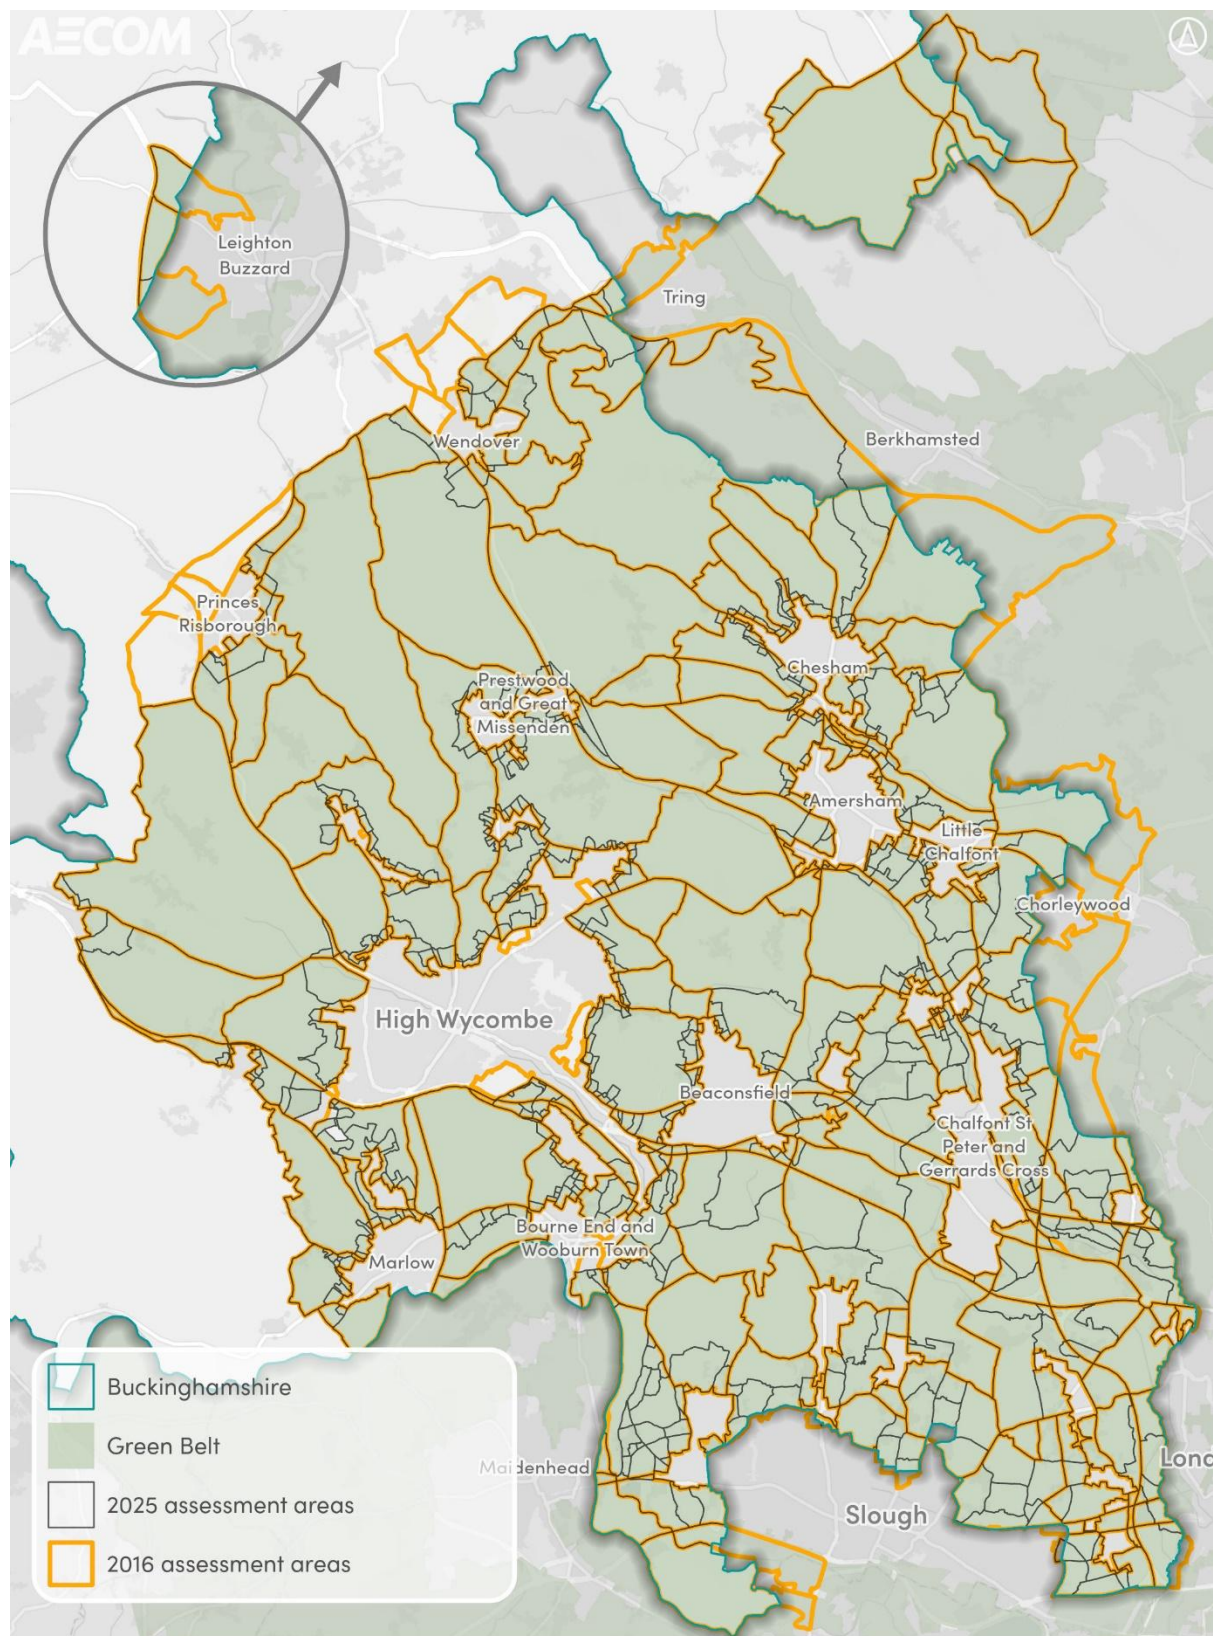 AECOM
Leighton
Buzzard
Tring
Wendover
Berkhamsted
Princes
Risborough
Chesham
Prestwood
and Great
Missenden
Amersham
Little
Chalfont
Chorleywood
High Wycombe
Beaconsfield
Chalfont St
Peter and
Gerrards Cross
Bourne End and
Wooburn Town
Marlow
Buckinghamshire
Green Belt
2025 assessment areas
2016 assessment areas
Maidenhead
Slough
Lond